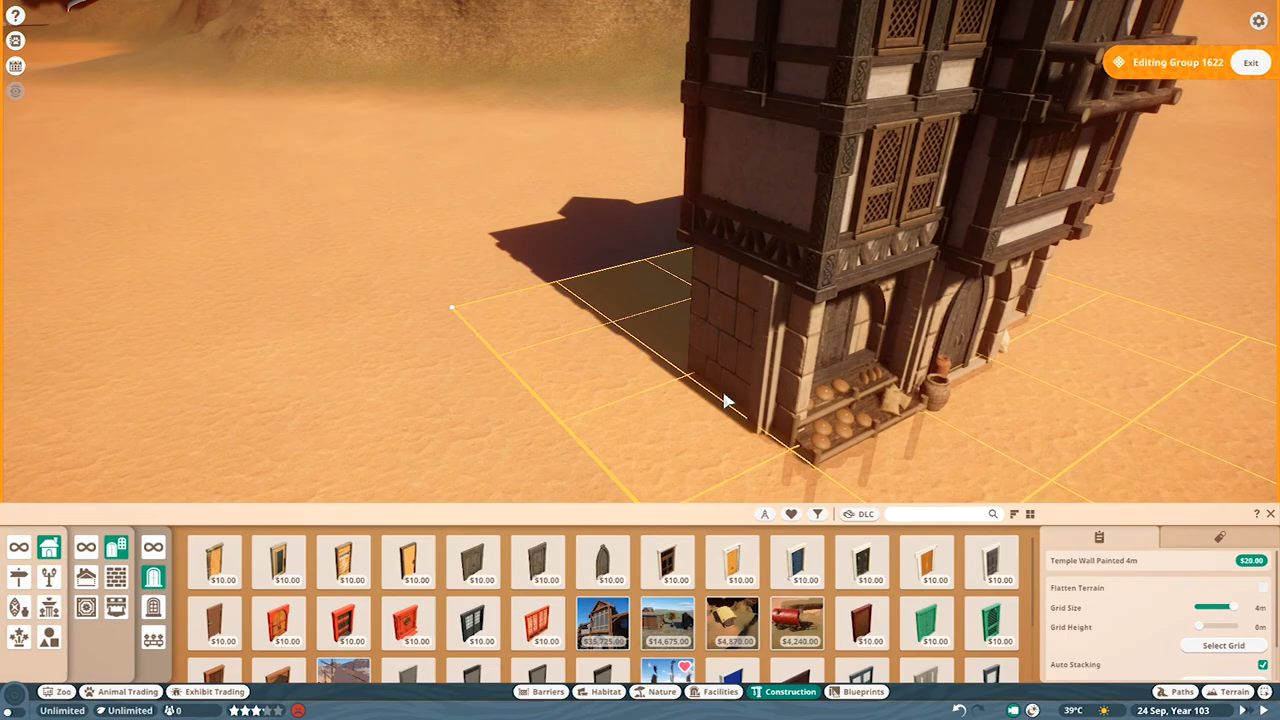 Editing Group 1622 Exit
DLC
$10.00 $10.00 $10.00 $10.00 $10.00 $10.00 $10.00 $10.00 $10.00 $10.00 $10.00 $10.00 $10.00
$10.00 $10.00 $10.00 $10.00 $10.00 $10.00 $35,725.00 $14,675.00 $4,870.00 $4,240.00 $10.00 $10.00 $10.00
Temple Wall Painted 4m $20.00
Flatten Terrain
Grid Size 4m
Grid Height 0m
Select Grid
Auto Stacking
Zoo Animal Trading Exhibit Trading Barriers Habitat Nature Facilities Construction Blueprints Paths Terrain
Unlimited Unlimited 0 39°C 24 Sep, Year 103